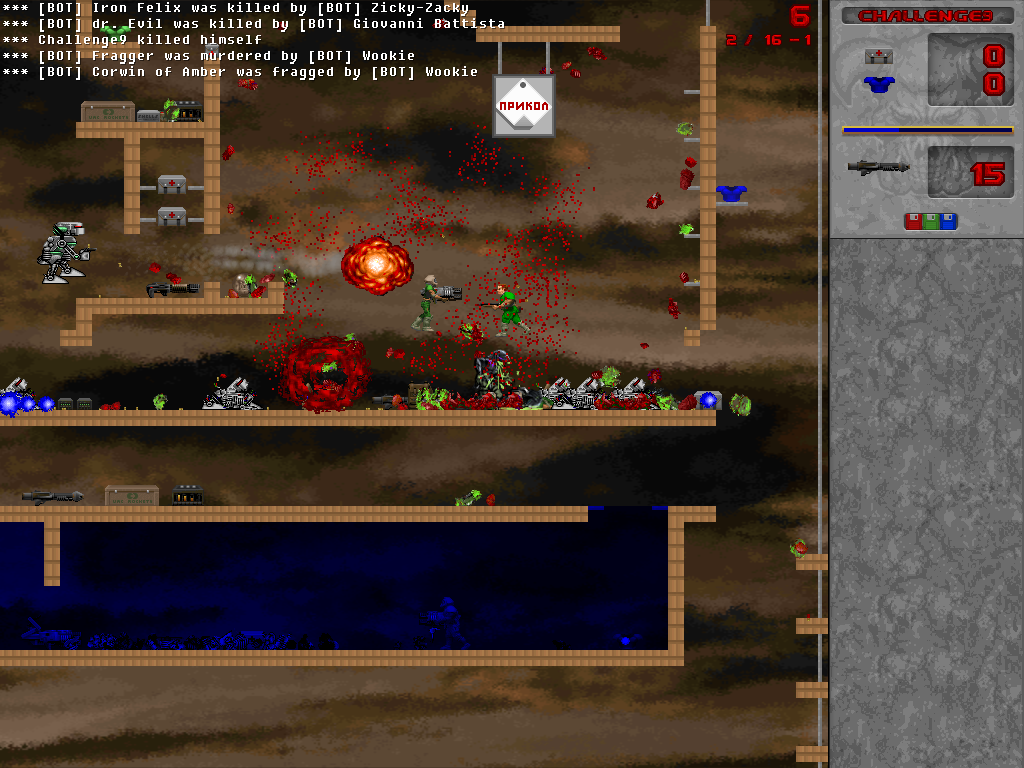 *** [BOT] Iron Felix was killed by [BOT] Zicky-Zacky
*** [BOT] dr. Evil was killed by [BOT] Giovanni Battista
*** Challenge9 killed himself
*** [BOT] Fragger was murdered by [BOT] Wookie
*** [BOT] Corwin of Amber was fragged by [BOT] Wookie
6
2 / 16 -1
CHALLENGE9
0
0
15
ПРИКОЛ